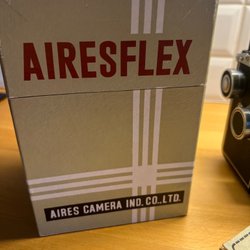 AIRESFLEX
AIRES CAMERA IND. CO., LTD.